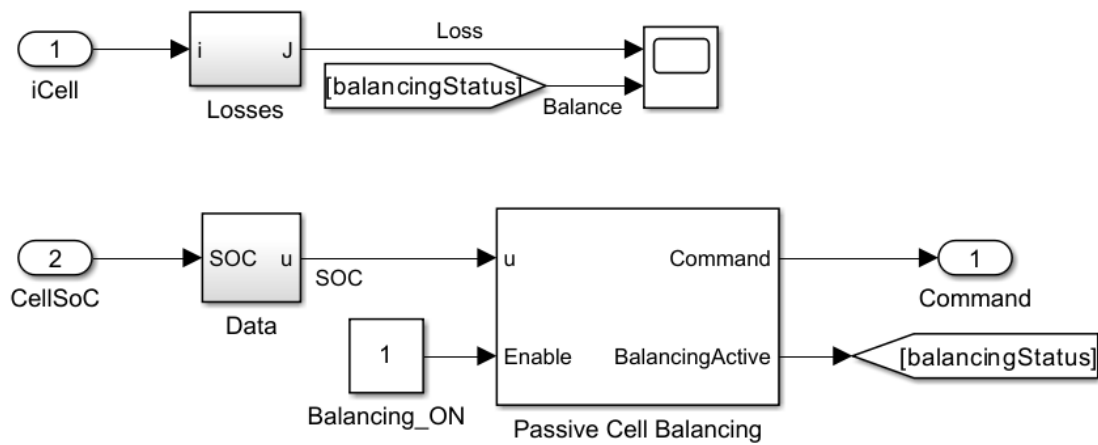 1
iCell
i
J
Losses
Loss
[balancingStatus]
Balance
2
CellSoC
SOC
u
Data
SOC
1
Balancing_ON
u
Enable
Command
BalancingActive
Passive Cell Balancing
1
Command
[balancingStatus]